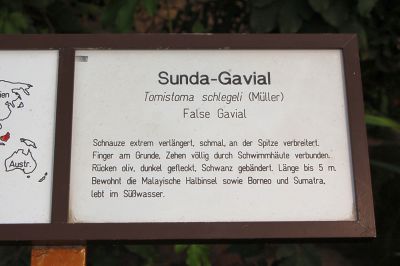 Sunda-Gavial
Tomistoma schlegeli (Müller)
False Gavial
Schnauze extrem verlängert, schmal, an der Spitze verbreitert.
Finger am Grunde, Zehen völlig durch Schwimmhäute verbunden.
Rücken oliv, dunkel gefleckt, Schwanz gebändert. Länge bis 5 m.
Bewohnt die Malayische Halbinsel sowie Borneo und Sumatra,
lebt im Süßwasser.
ien
Austr.